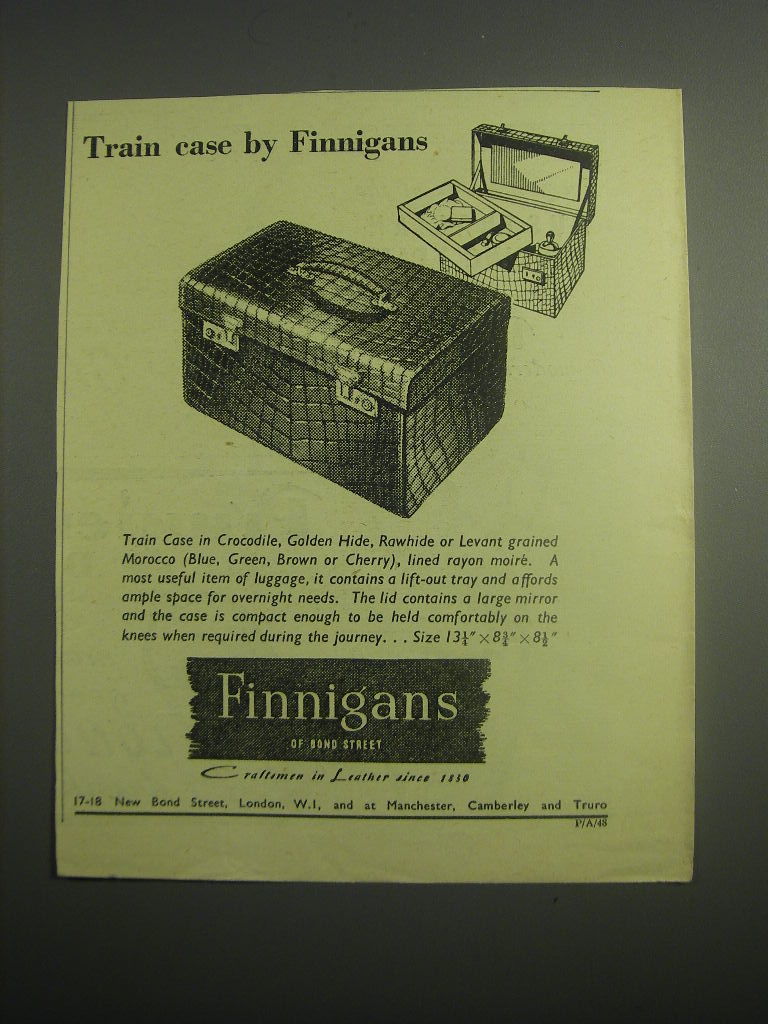 Train case by Finnigans
Train Case in Crocodile, Golden Hide, Rawhide or Levant grained
Morocco (Blue, Green, Brown or Cherry), lined rayon moiré. A
most useful item of luggage, it contains a lift-out tray and affords
ample space for overnight needs. The lid contains a large mirror
and the case is compact enough to be held comfortably on the
knees when required during the journey. . . Size 13¼″ × 8¾″ × 8½″
Finnigans
OF BOND STREET
Craftsmen in Leather since 1830
17-18 New Bond Street, London, W.1, and at Manchester, Camberley and Truro
P/A/48